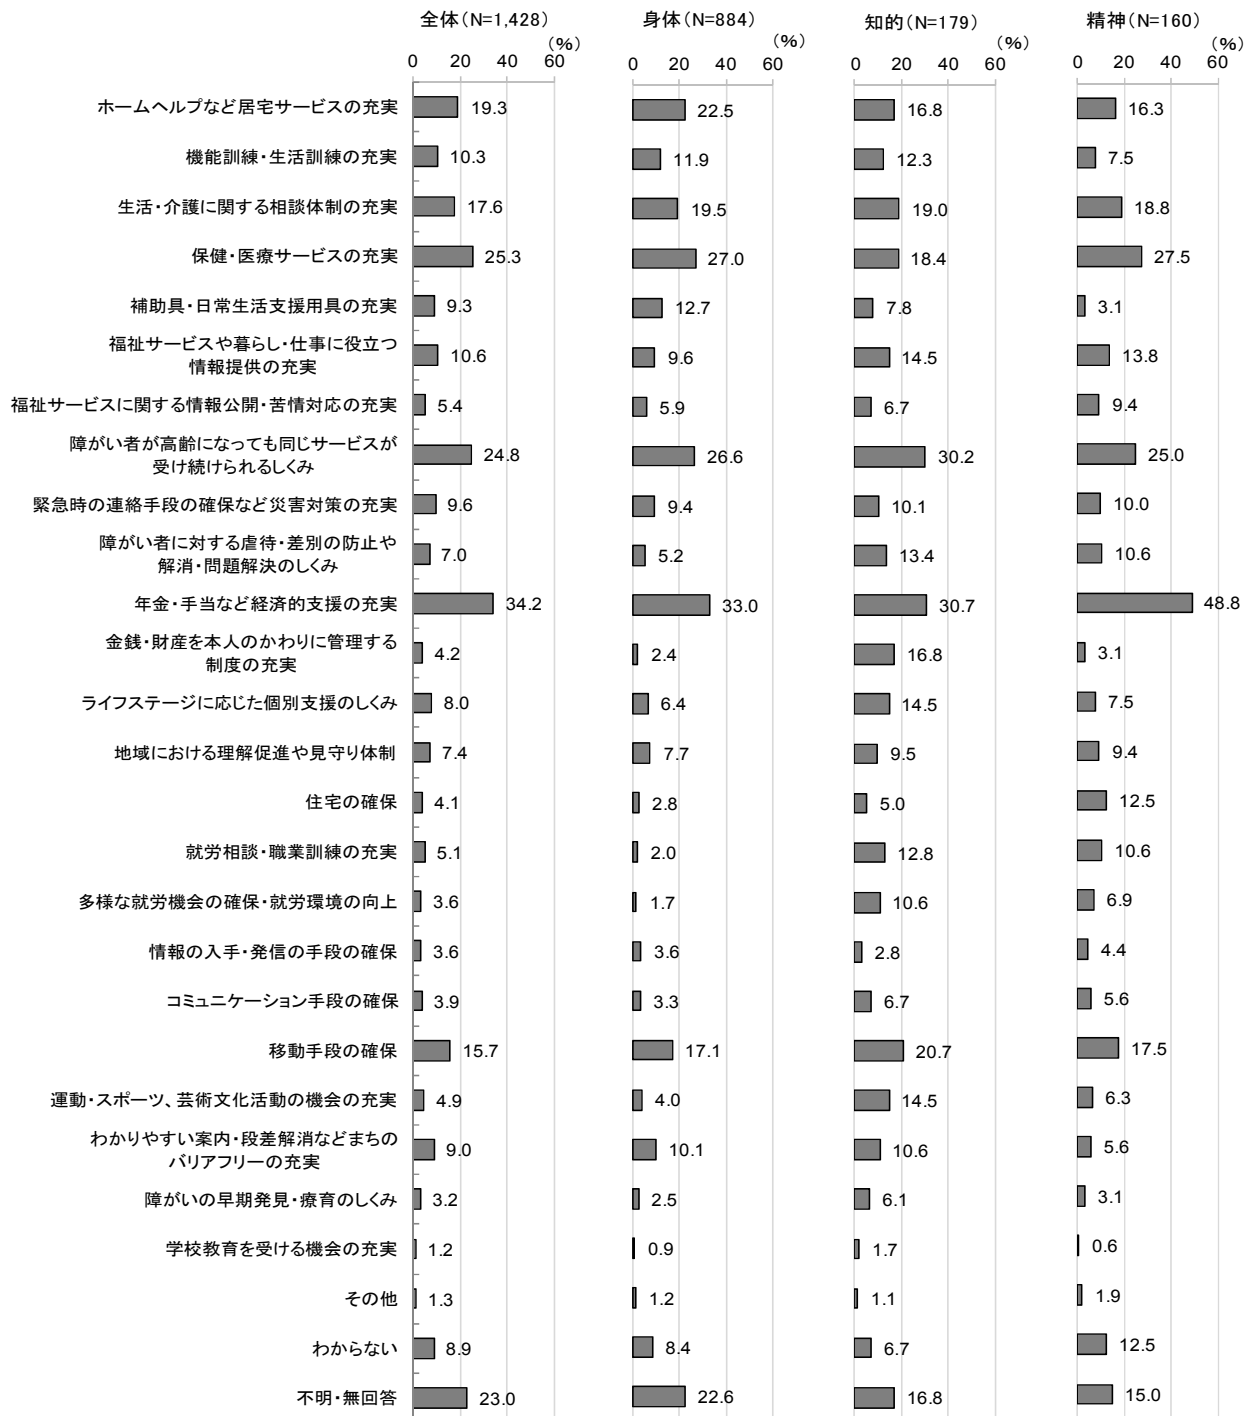 全体(N=1,428) 身体(N=884) 知的(N=179) 精神(N=160)
(%) (%) (%) (%)
0 20 40 60 0 20 40 60 0 20 40 60 0 20 40 60
ホームヘルプなど居宅サービスの充実 19.3 22.5 16.8 16.3
機能訓練・生活訓練の充実 10.3 11.9 12.3 7.5
生活・介護に関する相談体制の充実 17.6 19.5 19.0 18.8
保健・医療サービスの充実 25.3 27.0 18.4 27.5
補助具・日常生活支援用具の充実 9.3 12.7 7.8 3.1
福祉サービスや暮らし・仕事に役立つ
情報提供の充実 10.6 9.6 14.5 13.8
福祉サービスに関する情報公開・苦情対応の充実 5.4 5.9 6.7 9.4
障がい者が高齢になっても同じサービスが
受け続けられるしくみ 24.8 26.6 30.2 25.0
緊急時の連絡手段の確保など災害対策の充実 9.6 9.4 10.1 10.0
障がい者に対する虐待・差別の防止や
解消・問題解決のしくみ 7.0 5.2 13.4 10.6
年金・手当など経済的支援の充実 34.2 33.0 30.7 48.8
金銭・財産を本人のかわりに管理する
制度の充実 4.2 2.4 16.8 3.1
ライフステージに応じた個別支援のしくみ 8.0 6.4 14.5 7.5
地域における理解促進や見守り体制 7.4 7.7 9.5 9.4
住宅の確保 4.1 2.8 5.0 12.5
就労相談・職業訓練の充実 5.1 2.0 12.8 10.6
多様な就労機会の確保・就労環境の向上 3.6 1.7 10.6 6.9
情報の入手・発信の手段の確保 3.6 3.6 2.8 4.4
コミュニケーション手段の確保 3.9 3.3 6.7 5.6
移動手段の確保 15.7 17.1 20.7 17.5
運動・スポーツ、芸術文化活動の機会の充実 4.9 4.0 14.5 6.3
わかりやすい案内・段差解消などまちの
バリアフリーの充実 9.0 10.1 10.6 5.6
障がいの早期発見・療育のしくみ 3.2 2.5 6.1 3.1
学校教育を受ける機会の充実 1.2 0.9 1.7 0.6
その他 1.3 1.2 1.1 1.9
わからない 8.9 8.4 6.7 12.5
不明・無回答 23.0 22.6 16.8 15.0